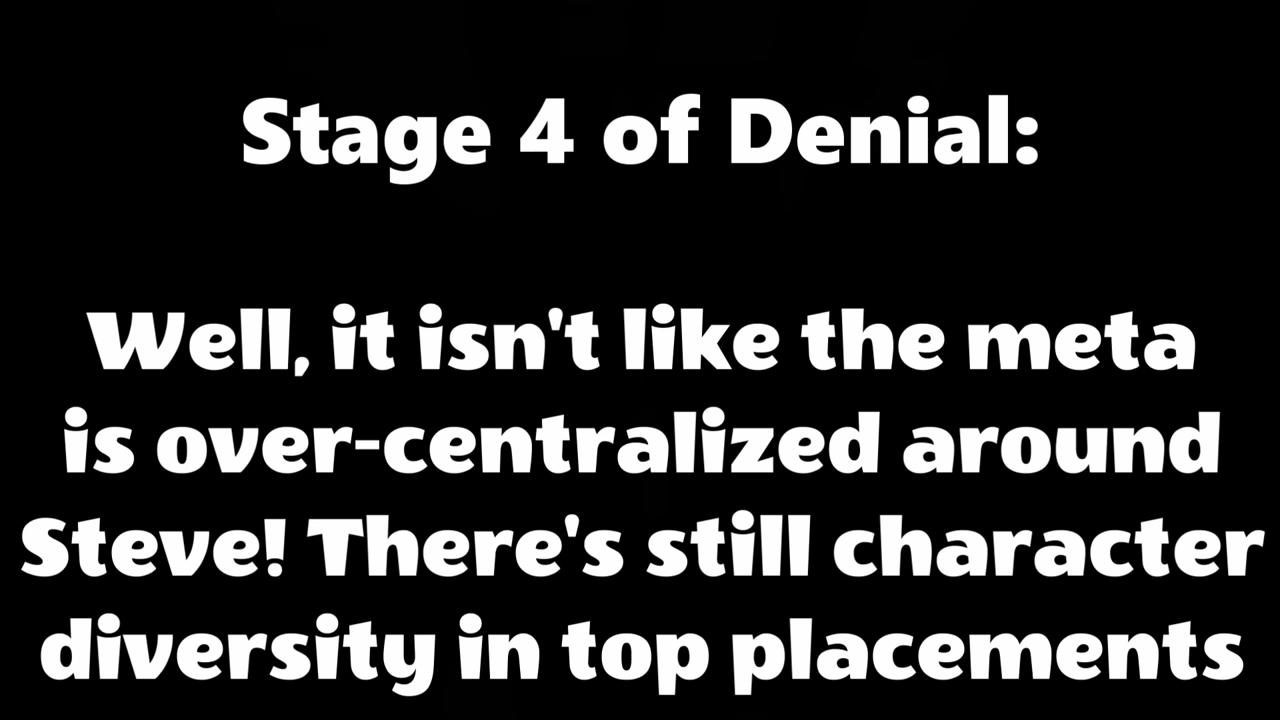 Stage 4 of Denial:
Well, it isn't like the meta
is over-centralized around
Steve! There's still character
diversity in top placements